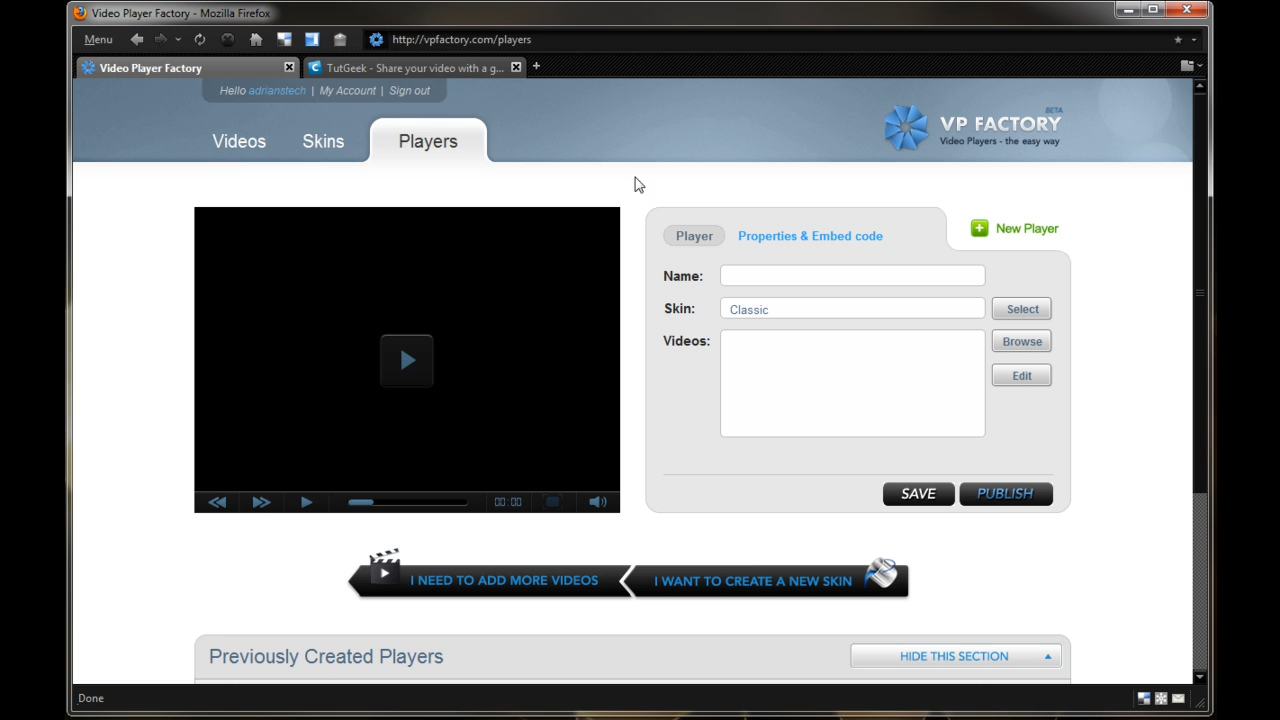 Video Player Factory - Mozilla Firefox
Menu
http://vpfactory.com/players
Video Player Factory
TutGeek - Share your video with a g...
Hello adrianstech | My Account | Sign out
Videos
Skins
Players
BETA
VP FACTORY
Video Players - the easy way
Player
Properties & Embed code
New Player
Name:
Skin:
Classic
Select
Videos:
Browse
Edit
00:00
SAVE
PUBLISH
I NEED TO ADD MORE VIDEOS
I WANT TO CREATE A NEW SKIN
Previously Created Players
HIDE THIS SECTION
Done